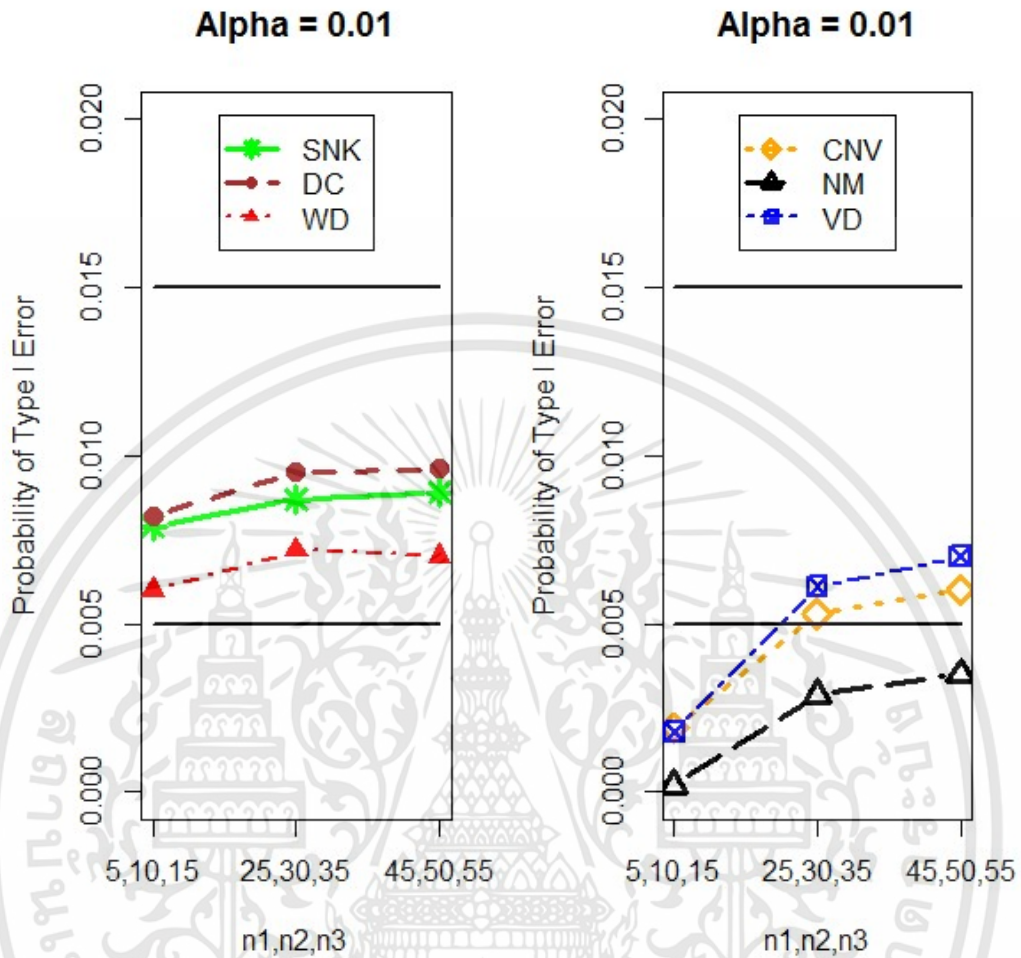 Alpha = 0.01
Probability of Type I Error
0.000
0.005
0.010
0.015
0.020
SNK
DC
WD
5,10,15
25,30,35
45,50,55
n1,n2,n3
Alpha = 0.01
Probability of Type I Error
0.000
0.005
0.010
0.015
0.020
CNV
NM
VD
5,10,15
25,30,35
45,50,55
n1,n2,n3